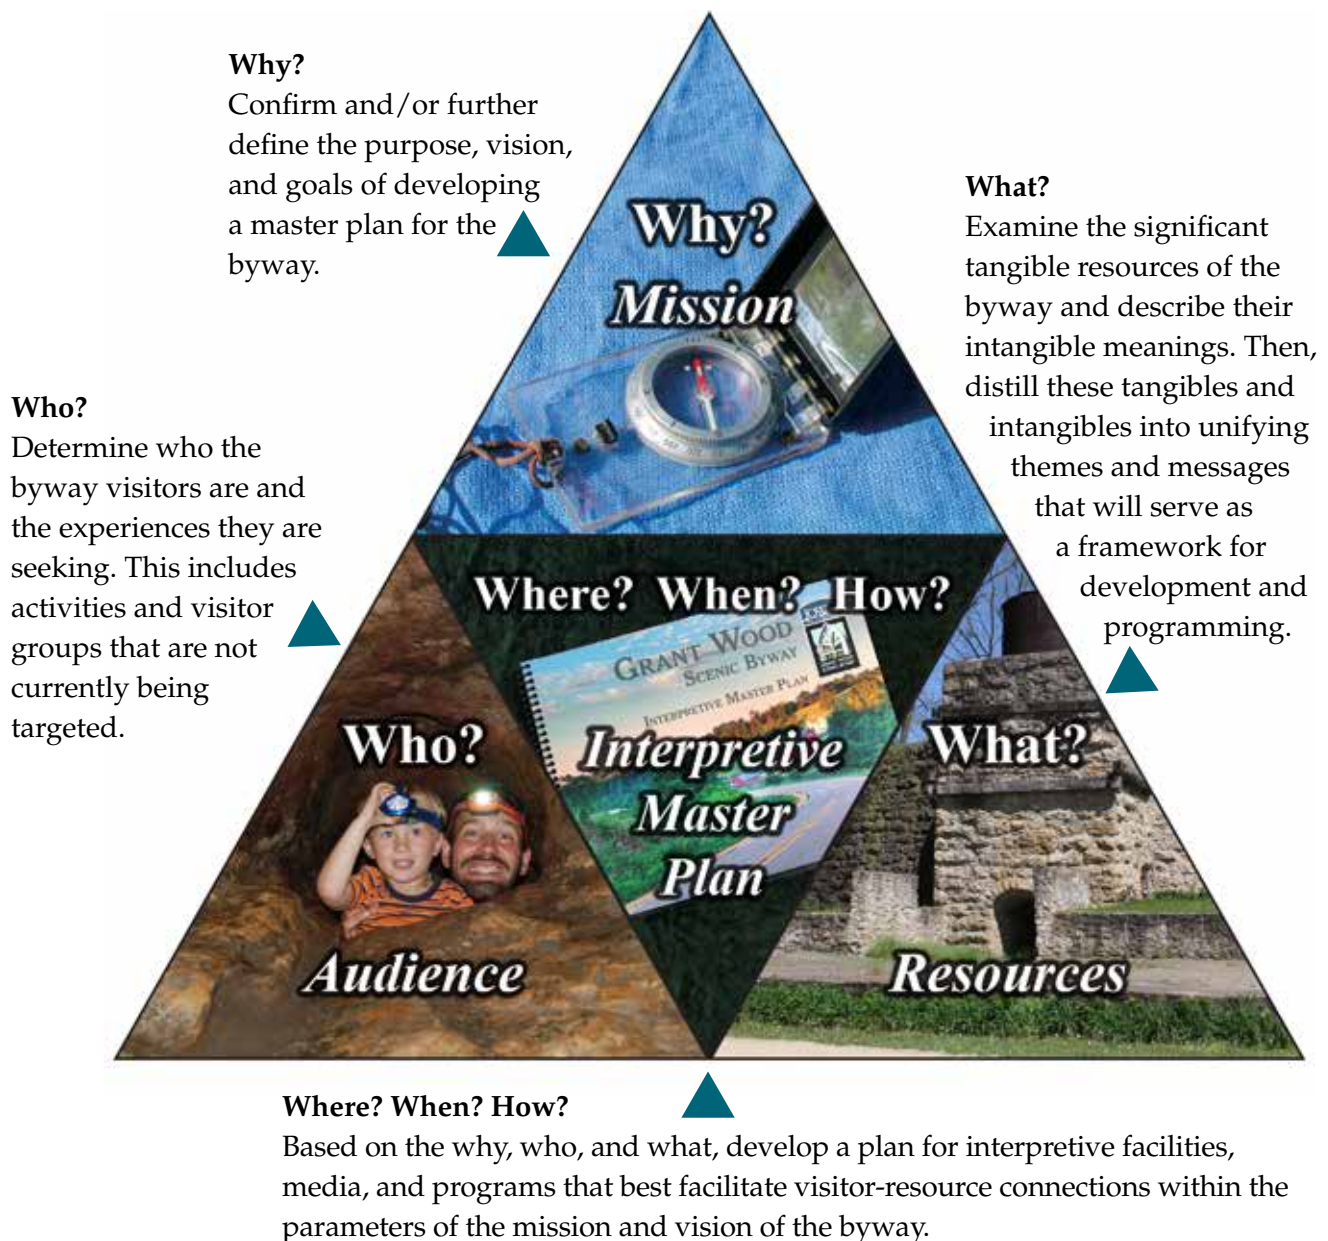 Why?
Confirm and/or further
define the purpose, vision,
and goals of developing
a master plan for the
byway.
What?
Examine the significant
tangible resources of the
byway and describe their
intangible meanings. Then,
distill these tangibles and
intangibles into unifying
themes and messages
that will serve as
a framework for
development and
programming.
Who?
Determine who the
byway visitors are and
the experiences they are
seeking. This includes
activities and visitor
groups that are not
currently being
targeted.
Why?
Mission
Where? When? How?
GRANT WOOD
SCENIC BYWAY
INTERPRETIVE MASTER PLAN
Interpretive
Master
Plan
Who?
Audience
What?
Resources
Where? When? How?
Based on the why, who, and what, develop a plan for interpretive facilities,
media, and programs that best facilitate visitor-resource connections within the
parameters of the mission and vision of the byway.